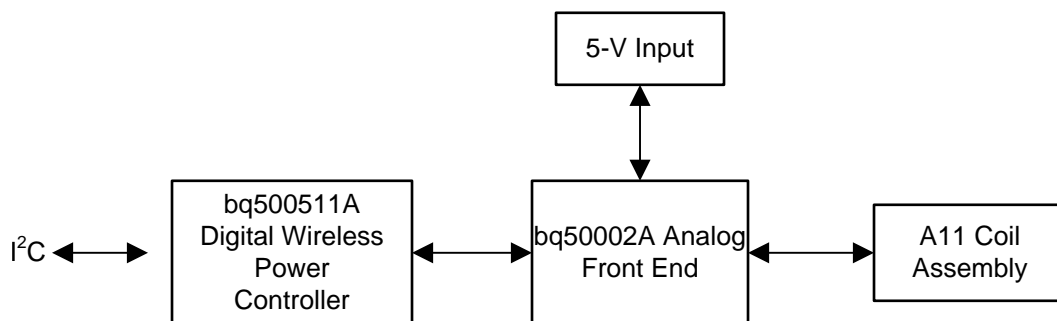 5-V Input
bq500511A
Digital Wireless
Power
Controller
bq50002A Analog
Front End
A11 Coil
Assembly
I²C